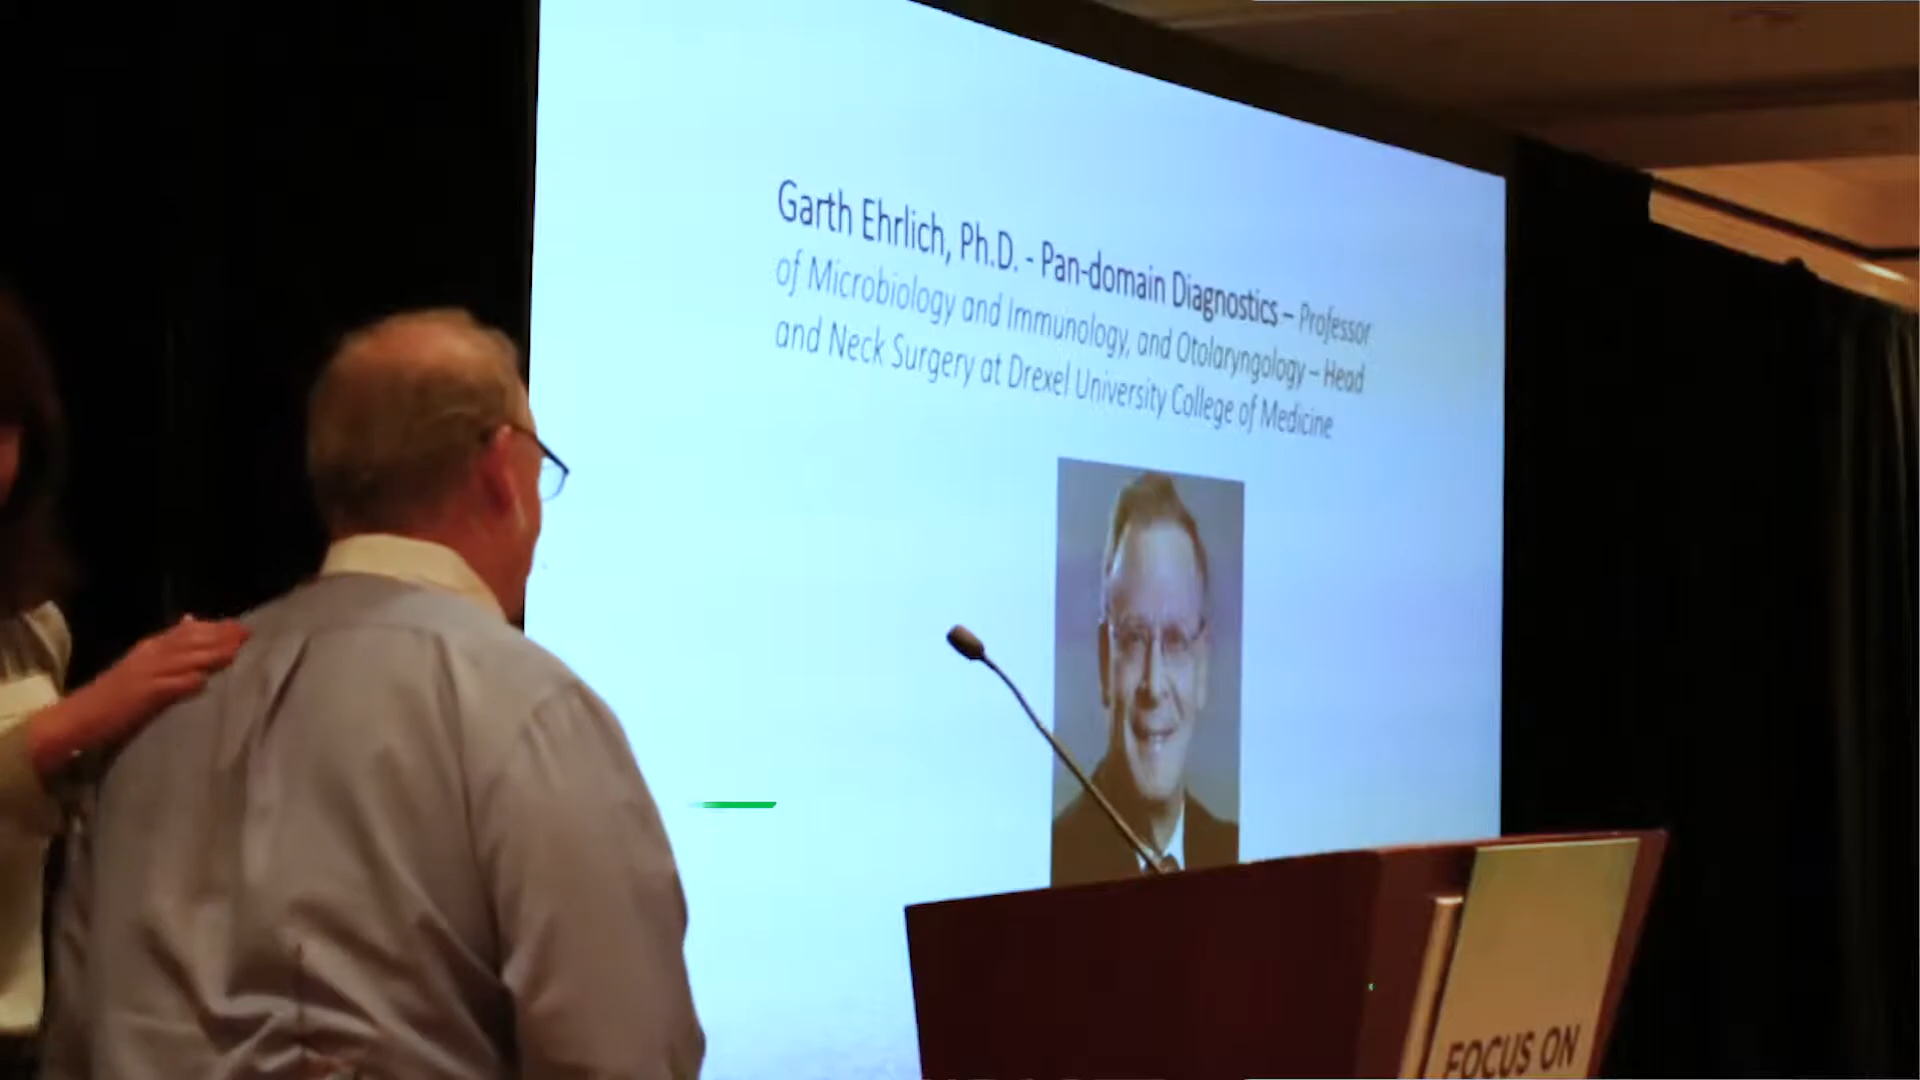 Garth Ehrlich, Ph.D. - Pan-domain Diagnostics – Professor
of Microbiology and Immunology, and Otolaryngology – Head
and Neck Surgery at Drexel University College of Medicine
FOCUS ON